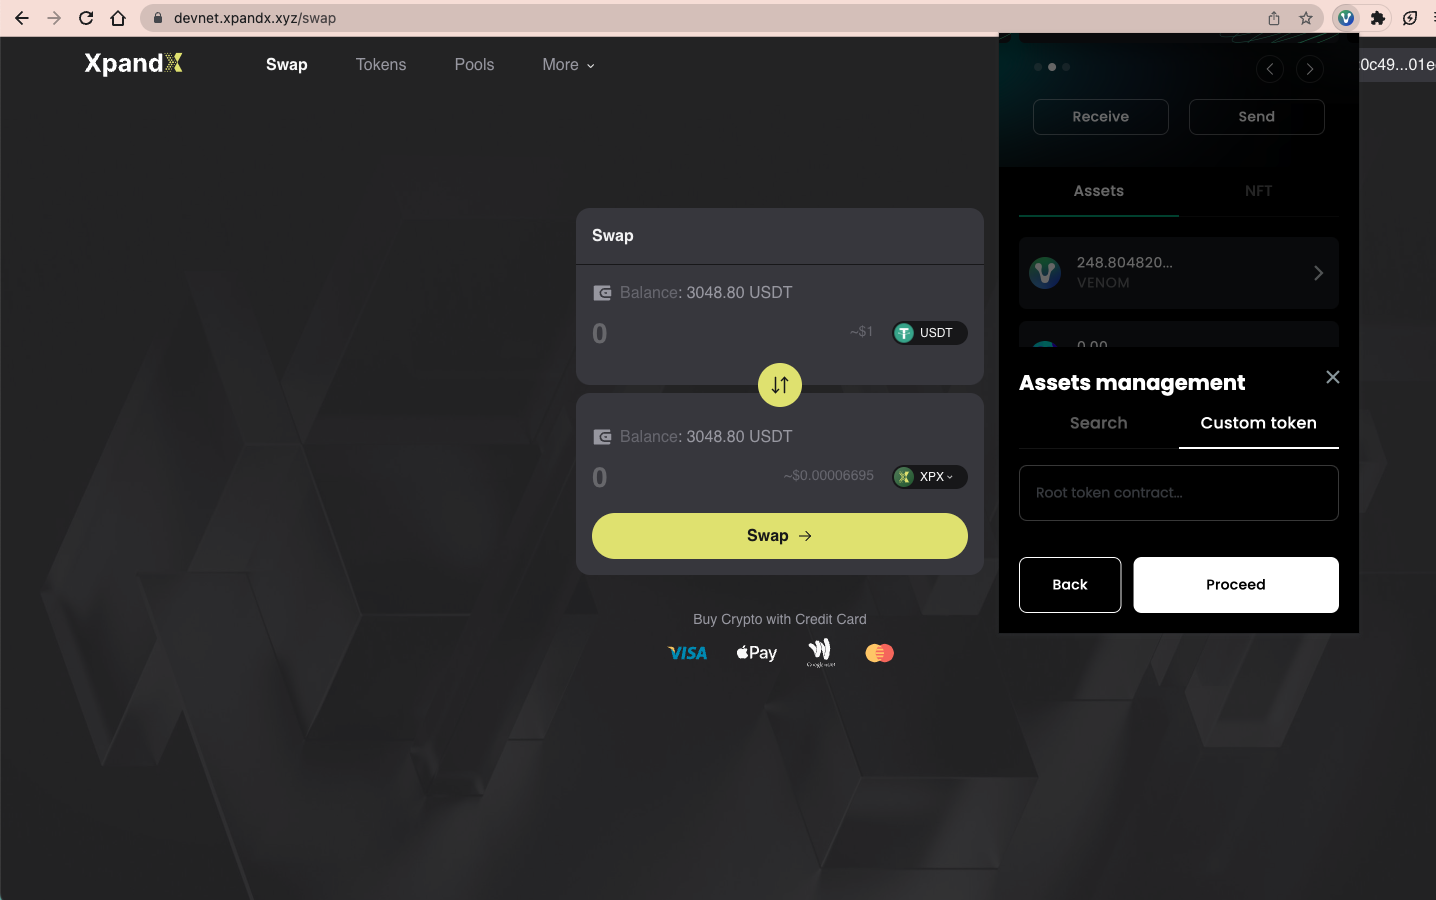 devnet.xpandx.xyz/swap
XpandX
Swap
Tokens
Pools
More
0c49...01e
Receive
Send
Assets
NFT
248.804820...
VENOM
0.00
Swap
Balance: 3048.80 USDT
0
~$1
USDT
Balance: 3048.80 USDT
0
~$0.00006695
XPX
Swap →
Buy Crypto with Credit Card
VISA
Pay
Assets management
Search
Custom token
Root token contract...
Back
Proceed